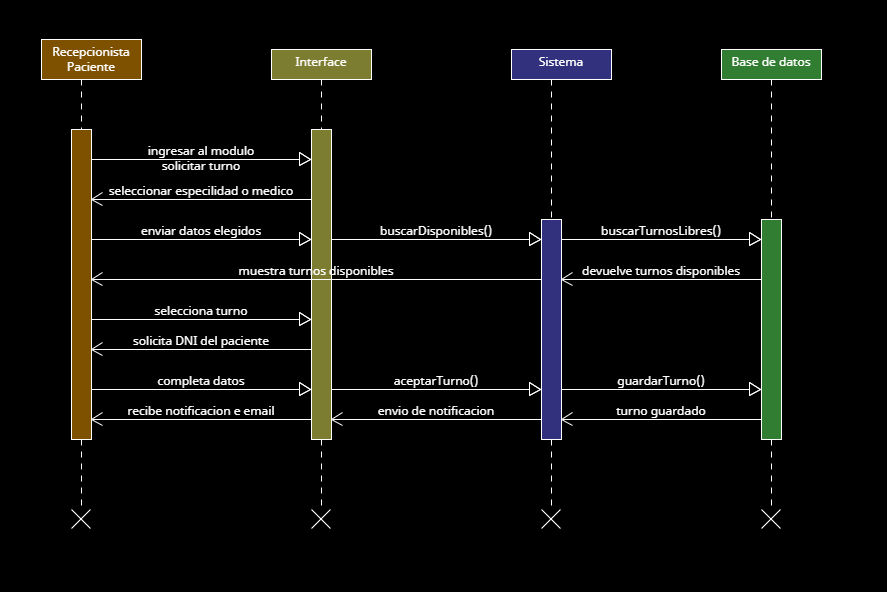 Recepcionista
Paciente
Interface
Sistema
Base de datos
ingresar al modulo
solicitar turno
seleccionar especilidad o medico
enviar datos elegidos
buscarDisponibles()
buscarTurnosLibres()
muestra turnos disponibles
devuelve turnos disponibles
selecciona turno
solicita DNI del paciente
completa datos
aceptarTurno()
guardarTurno()
recibe notificacion e email
envio de notificacion
turno guardado